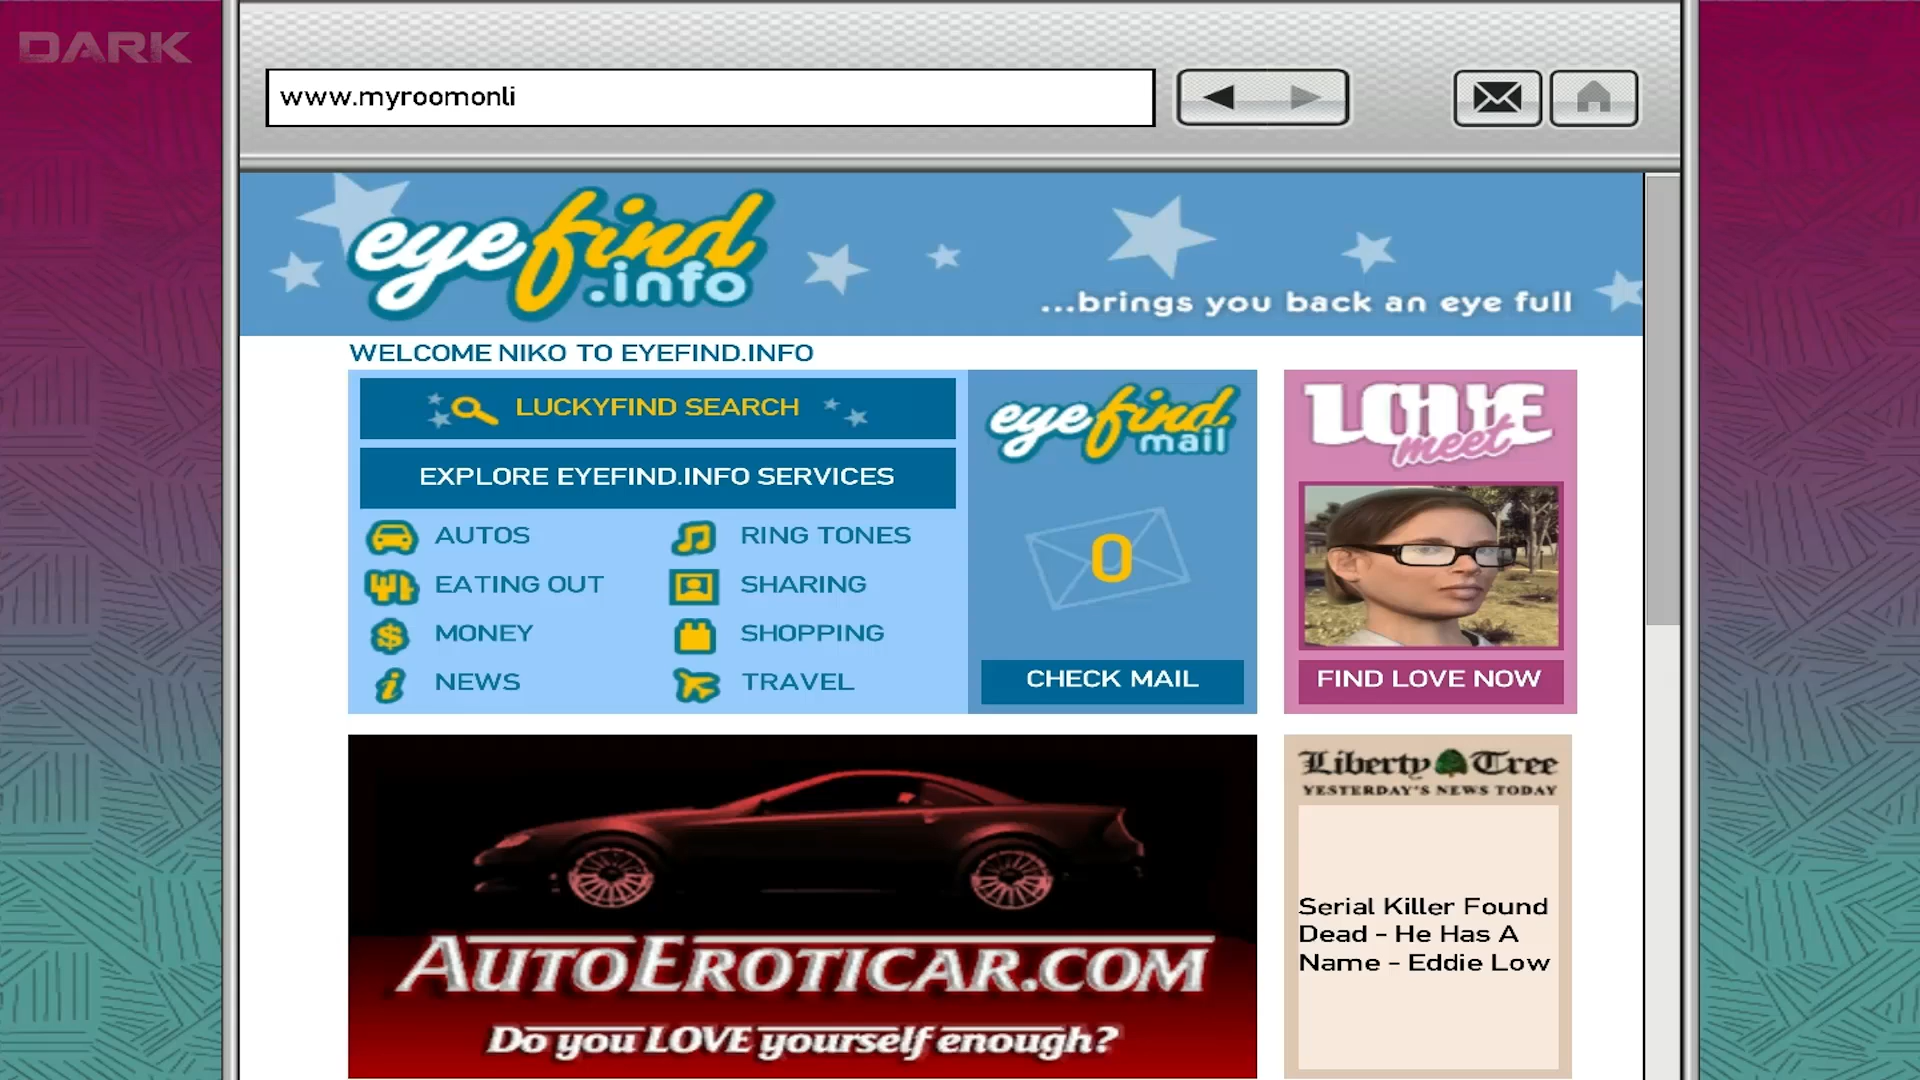 DARK
www.myroomonli
eyefind
.info
...brings you back an eye full
WELCOME NIKO TO EYEFIND.INFO
LUCKYFIND SEARCH
EXPLORE EYEFIND.INFO SERVICES
AUTOS
RING TONES
EATING OUT
SHARING
MONEY
SHOPPING
NEWS
TRAVEL
eyefind
mail
0
CHECK MAIL
LOVE
meet
FIND LOVE NOW
AUTOEROTICAR.COM
Do you LOVE yourself enough?
Liberty Tree
YESTERDAY'S NEWS TODAY
Serial Killer Found
Dead - He Has A
Name - Eddie Low